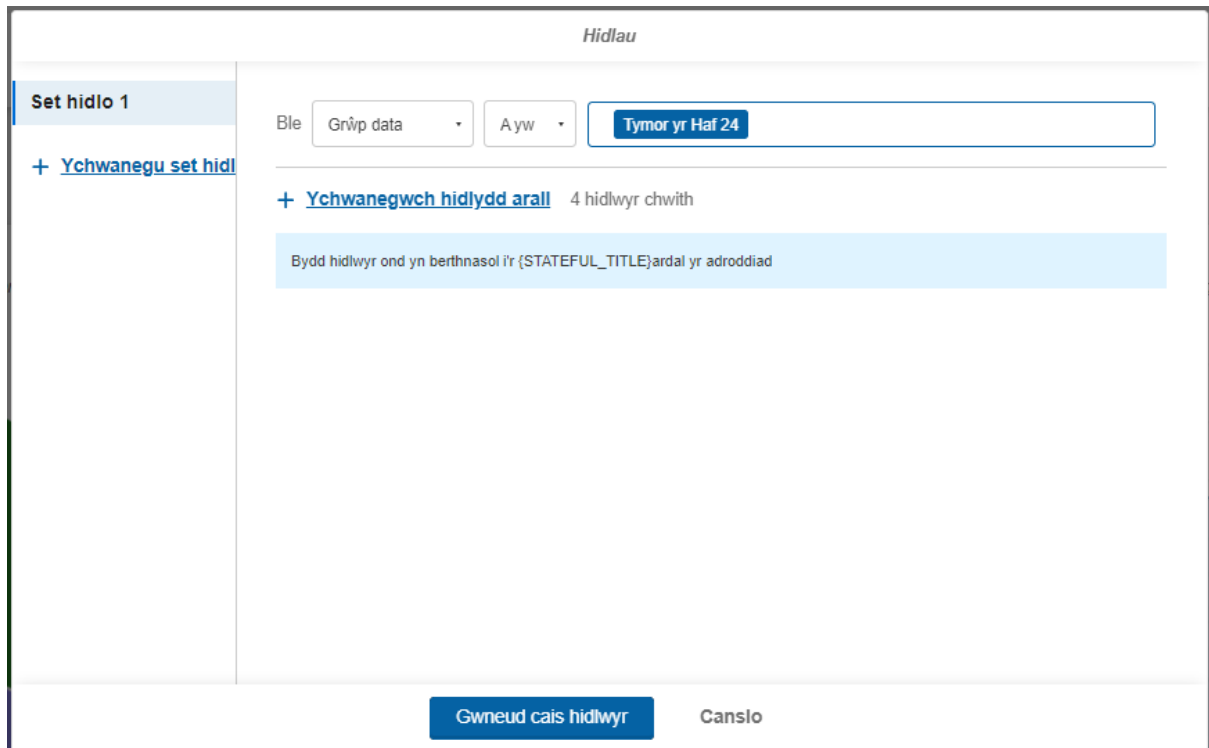 Hidlau
Set hidlo 1
+ Ychwanegu set hidl
Ble Grŵp data A yw Tymor yr Haf 24
+ Ychwanegwch hidlydd arall 4 hidlwyr chwith
Bydd hidlwyr ond yn berthnasol i'r {STATEFUL_TITLE}ardal yr adroddiad
Gwneud cais hidlwyr Canslo